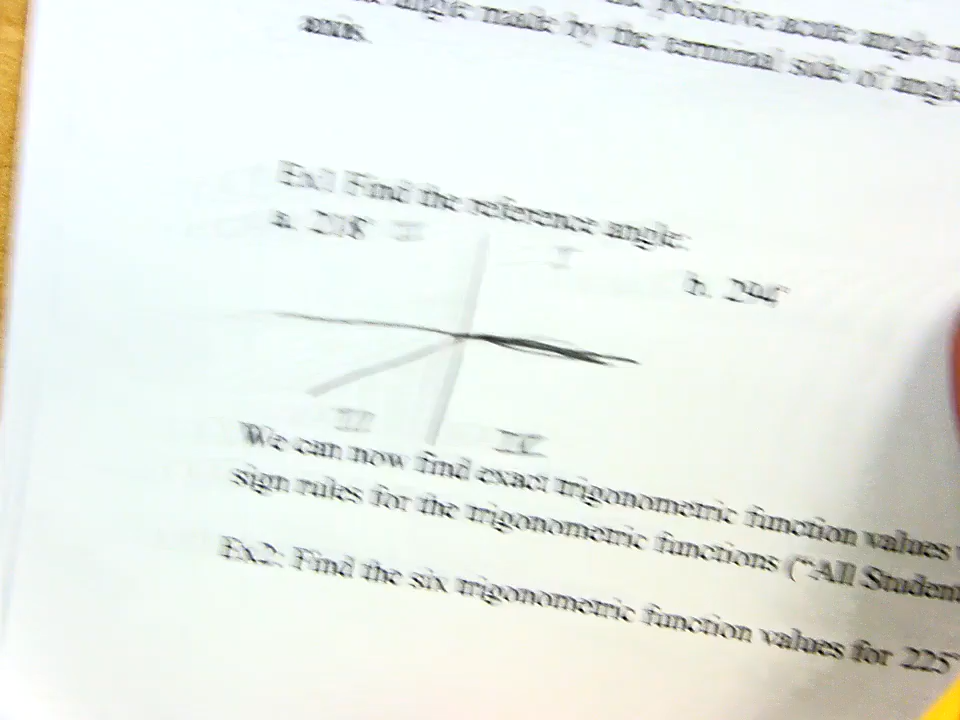 angle made by the terminal side of angle
positive acute angle
axis.
Ex1 Find the reference angle:
a. 218° II
I
b. 294°
III
IV
We can now find exact trigonometric function values
sign rules for the trigonometric functions ("All Student
Ex2: Find the six trigonometric function values for 225°